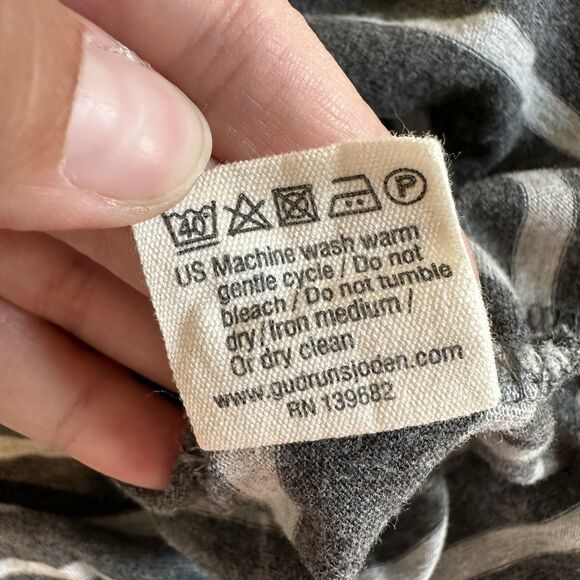 40° P
US Machine wash warm
gentle cycle / Do not
bleach / Do not tumble
dry / Iron medium /
Or dry clean
www.gudrunsjoden.com
RN 139682